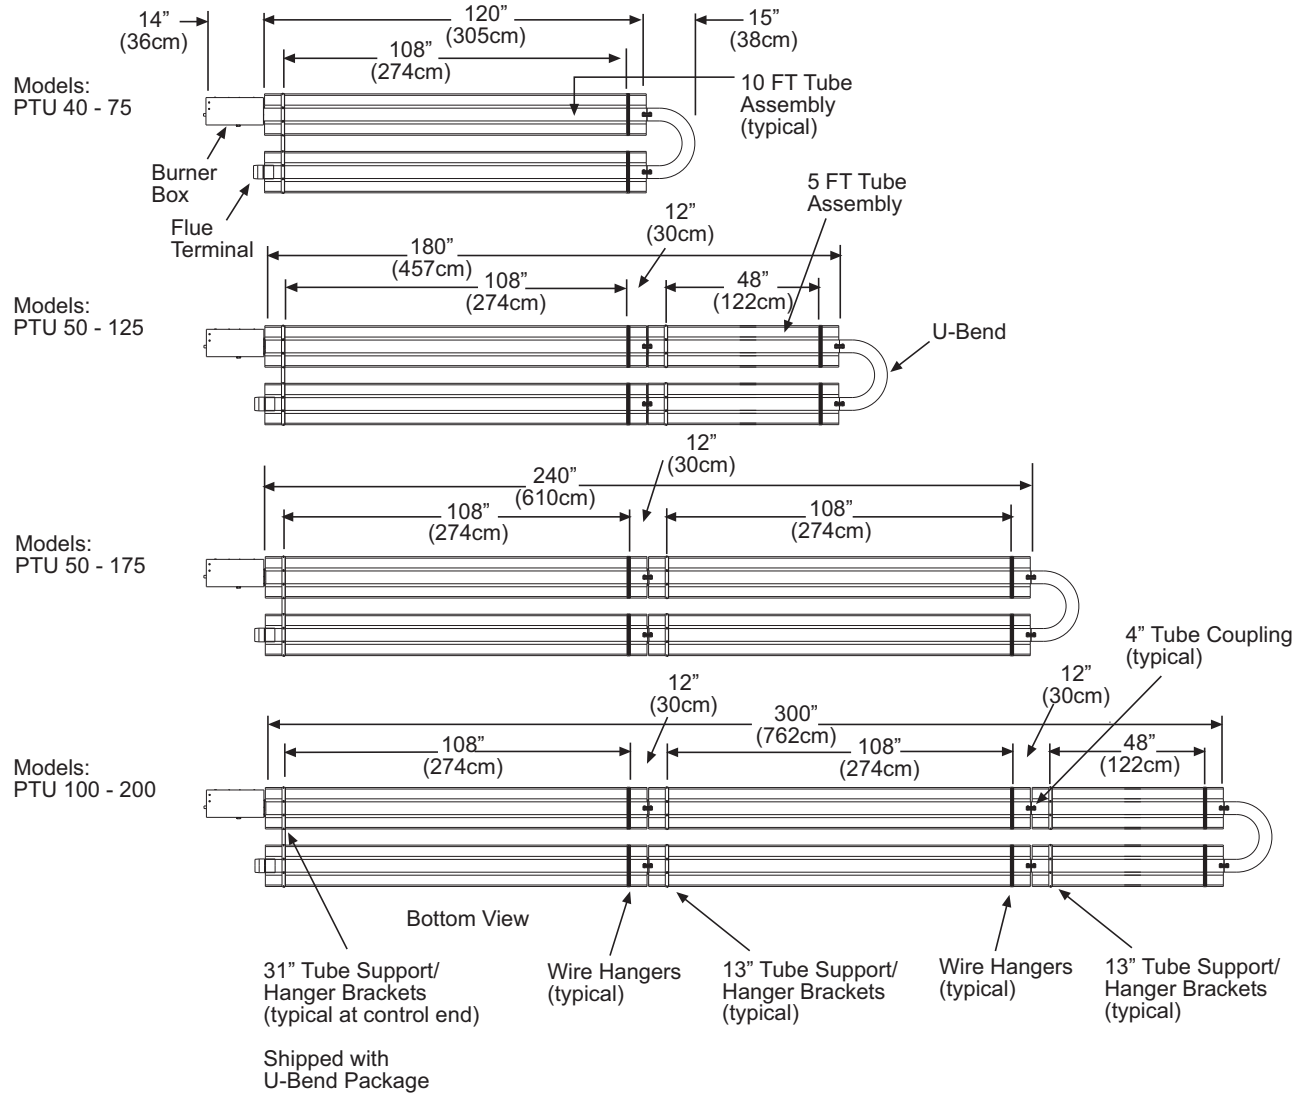 14”
(36cm)
120”
(305cm)
15”
(38cm)
108”
(274cm)
Models:
PTU 40 - 75
10 FT Tube
Assembly
(typical)
Burner
Box
Flue
Terminal
5 FT Tube
Assembly
12”
(30cm)
180”
(457cm)
108”
(274cm)
48”
(122cm)
Models:
PTU 50 - 125
U-Bend
12”
(30cm)
240”
(610cm)
108”
(274cm)
108”
(274cm)
Models:
PTU 50 - 175
4” Tube Coupling
(typical)
12”
(30cm)
12”
(30cm)
300”
(762cm)
108”
(274cm)
108”
(274cm)
48”
(122cm)
Models:
PTU 100 - 200
Bottom View
31” Tube Support/
Hanger Brackets
(typical at control end)
Shipped with
U-Bend Package
Wire Hangers
(typical)
13” Tube Support/
Hanger Brackets
(typical)
Wire Hangers
(typical)
13” Tube Support/
Hanger Brackets
(typical)